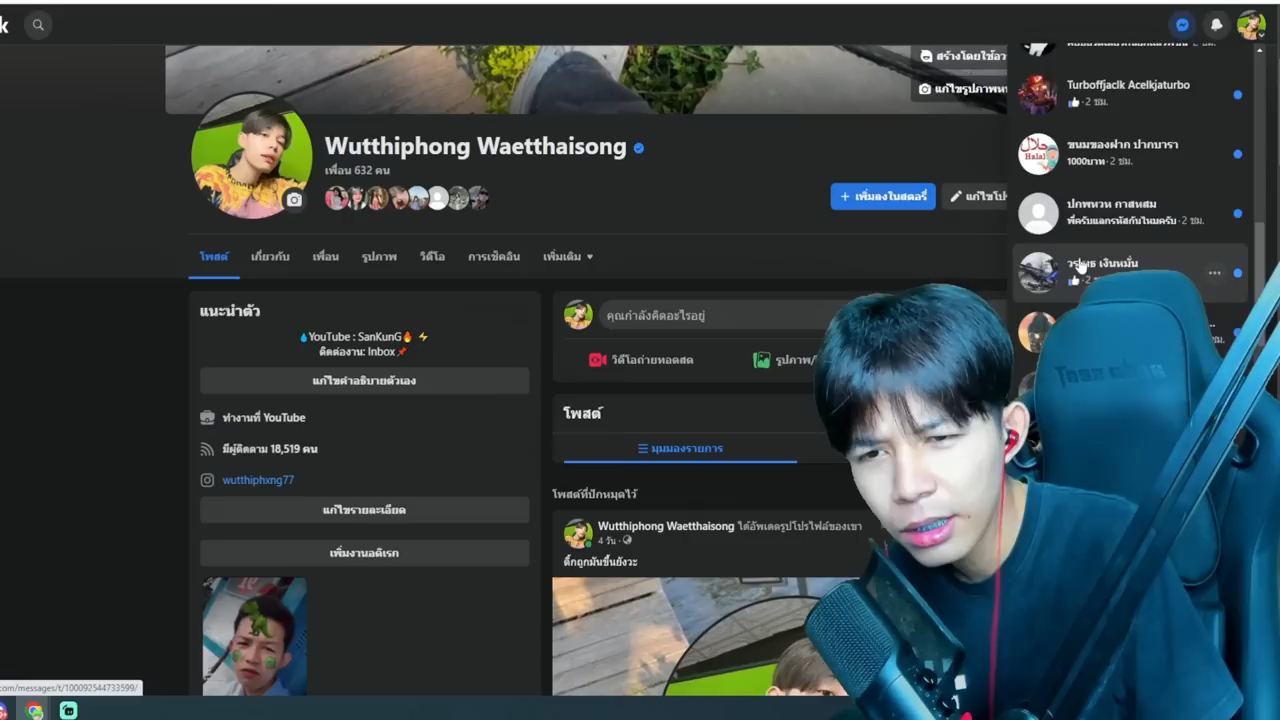 k
สร้างโดยใช้อวา
แก้ไขรูปภาพห
Wutthiphong Waetthaisong
เพื่อน 632 คน
+ เพิ่มลงในสตอรี่
แก้ไขโปร
โพสต์
เกี่ยวกับ
เพื่อน
รูปภาพ
วิดีโอ
การเช็คอิน
เพิ่มเติม
แนะนำตัว
YouTube : SanKunG
ติดต่องาน: Inbox
แก้ไขคำอธิบายตัวเอง
ทำงานที่ YouTube
มีผู้ติดตาม 18,519 คน
wutthiphxng77
แก้ไขรายละเอียด
เพิ่มงานอดิเรก
คุณกำลังคิดอะไรอยู่
วิดีโอถ่ายทอดสด
รูปภาพ/
โพสต์
มุมมองรายการ
โพสต์ที่ปักหมุดไว้
Wutthiphong Waetthaisong ได้อัพเดตรูปโปรไฟล์ของเขา
4 วัน
ติ๊กถูกมันขึ้นยังวะ
Turboffjaclk Acelkjaturbo
2 ชม.
ขนมของฝาก ปากบารา
1000บาท · 2 ชม.
ปกพหวน กาสหสม
พี่ครับแลกรหัสกันไหมครับ · 2 ชม.
เงินหมั่น
ชม.
com/messages/t/100092544733599/